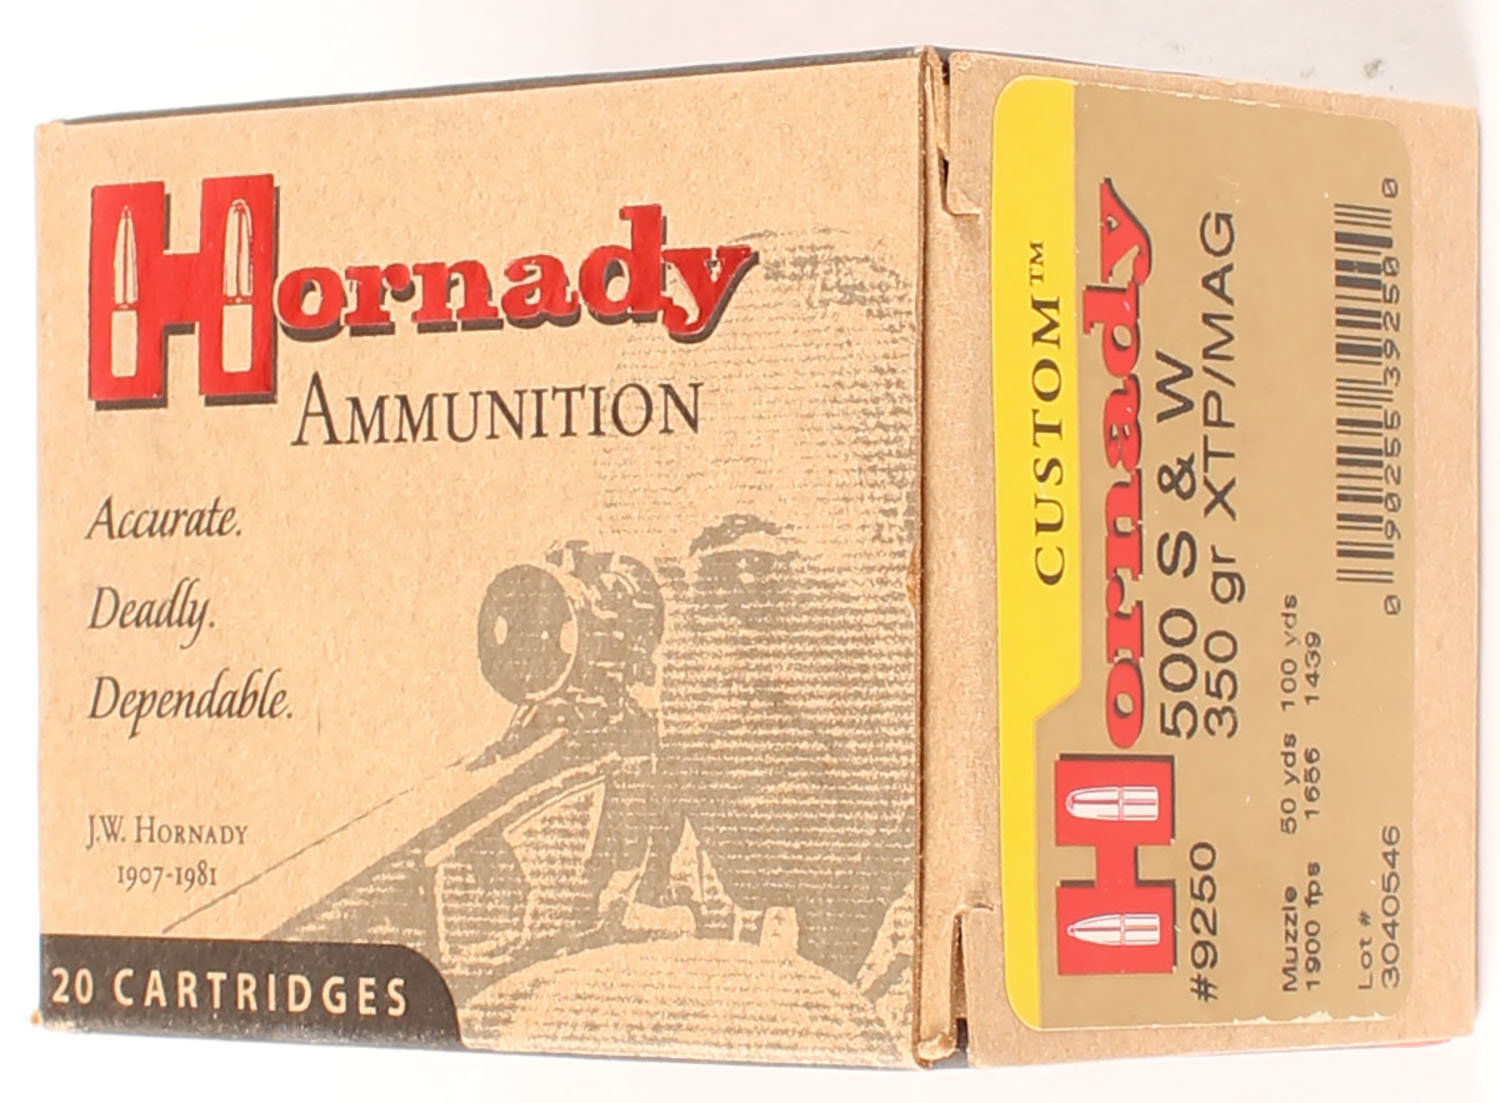 Hornady
AMMUNITION
Accurate.
Deadly.
Dependable.
J.W. HORNADY
1907-1981
20 CARTRIDGES
CUSTOM™
Hornady
500 S & W
#9250 350 gr XTP/MAG
Muzzle 50 yds 100 yds
1900 fps 1656 1439
Lot #
3040546
0 90255 39250 0